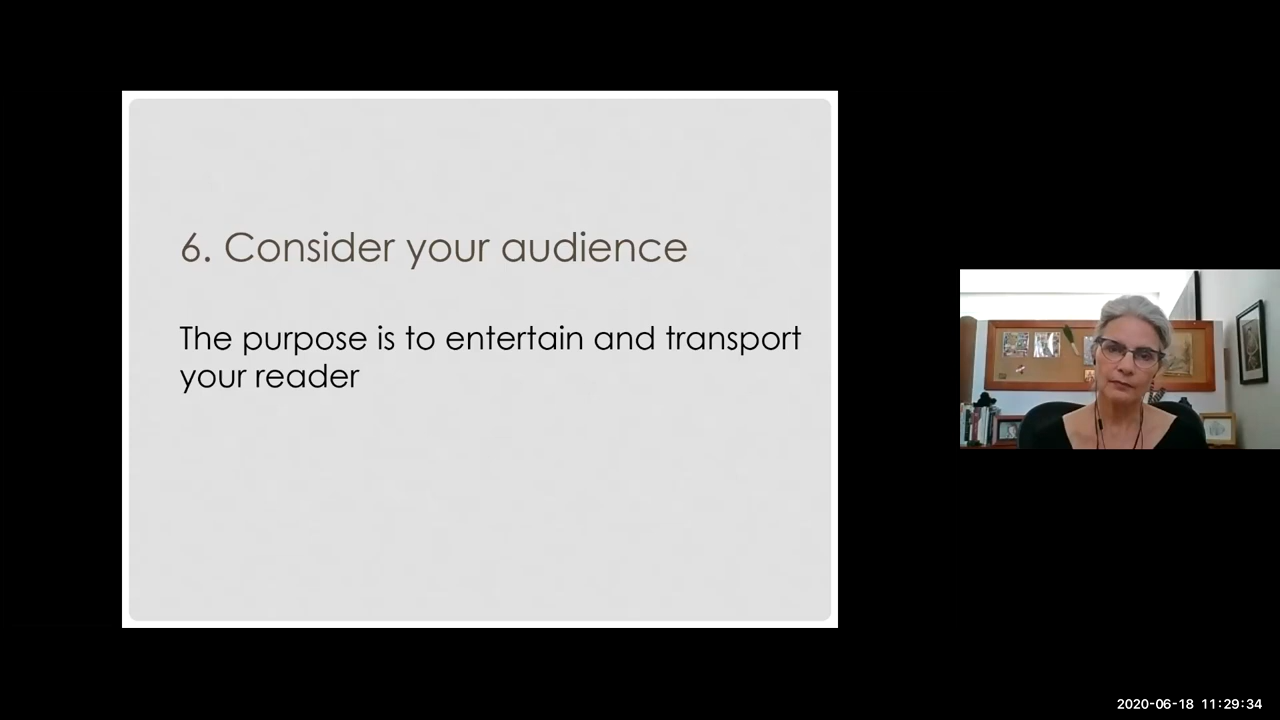 6. Consider your audience
The purpose is to entertain and transport
your reader
2020-06-18 11:29:34